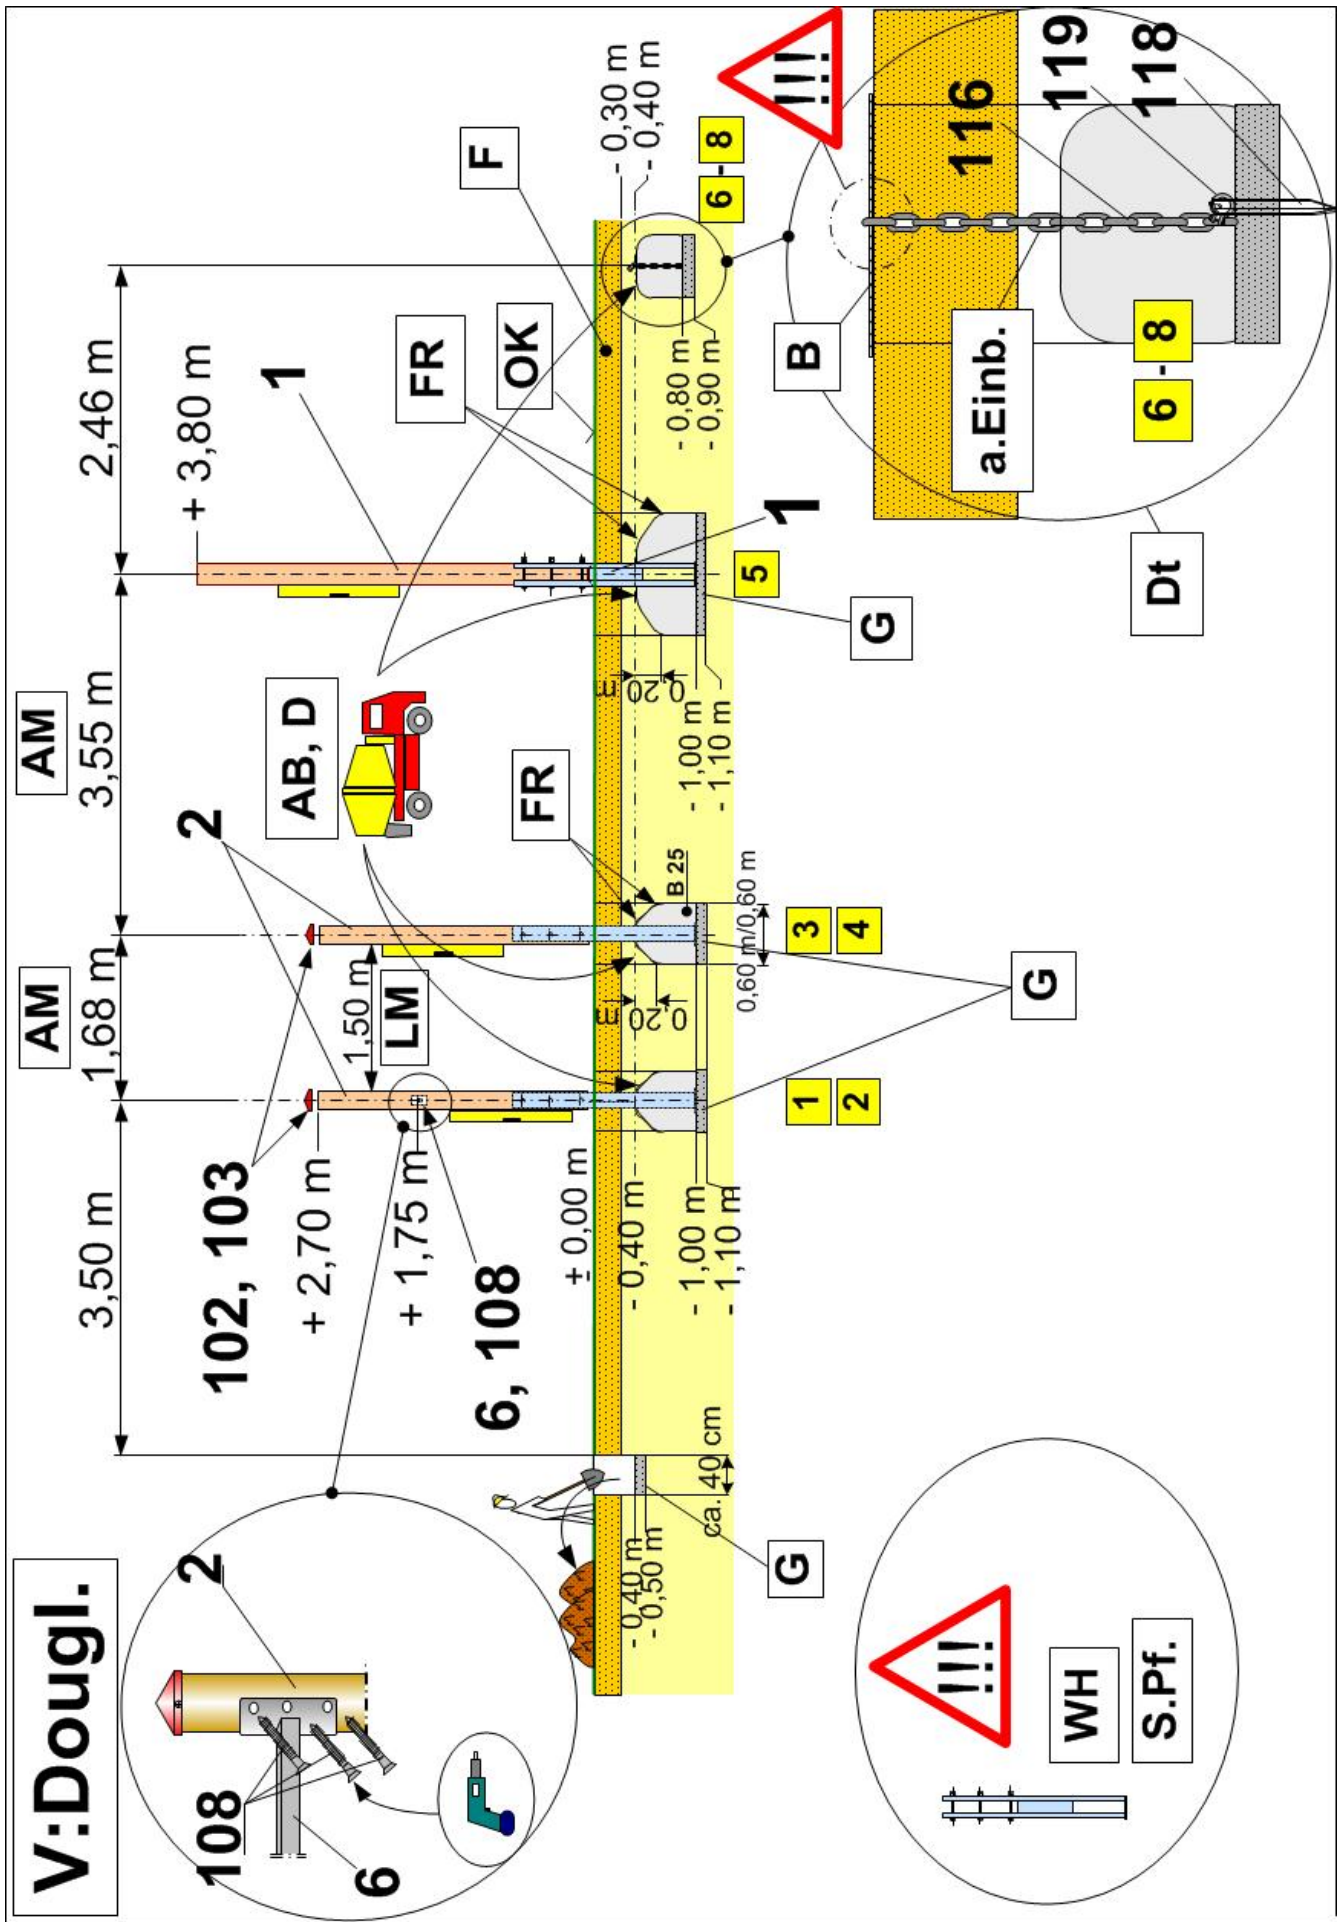 V:Dougl.
3,50 m
AM
1,68 m
AM
3,55 m
2,46 m
+ 3,80 m
102, 103
2
1
+ 2,70 m
1,50 m
LM
AB, D
FR
OK
F
2
108
6
+ 1,75 m
6, 108
FR
± 0,00 m
- 0,40 m
- 1,00 m
- 1,10 m
- 0,40 m
- 0,50 m
ca. 40 cm
G
0,20 m
B 25
0,60 m/0,60 m
0,20 m
- 1,00 m
- 1,10 m
- 0,80 m
- 0,90 m
- 0,30 m
- 0,40 m
1
2
3
4
5
1
6 - 8
G
G
!!!
WH
S.Pf.
!!!
B
a.Einb.
116
119
118
6 - 8
Dt